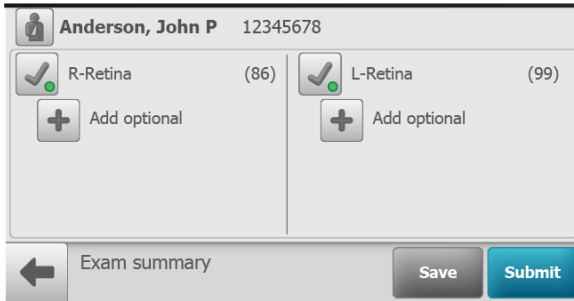 Anderson, John P 12345678
R-Retina (86) L-Retina (99)
Add optional Add optional
Exam summary Save Submit